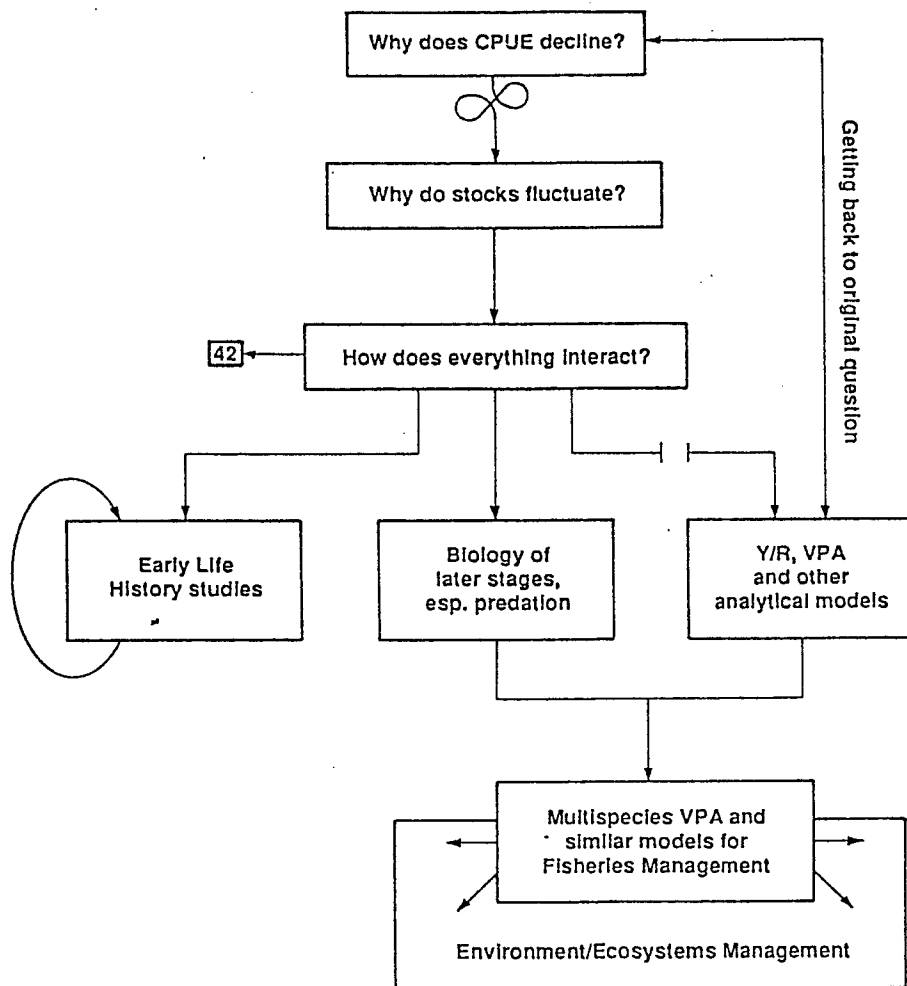 Why does CPUE decline?
Getting back to original question
Why do stocks fluctuate?
42
How does everything interact?
Early Life
History studies
Biology of
later stages,
esp. predation
Y/R, VPA
and other
analytical models
Multispecies VPA and
similar models for
Fisheries Management
Environment/Ecosystems Management